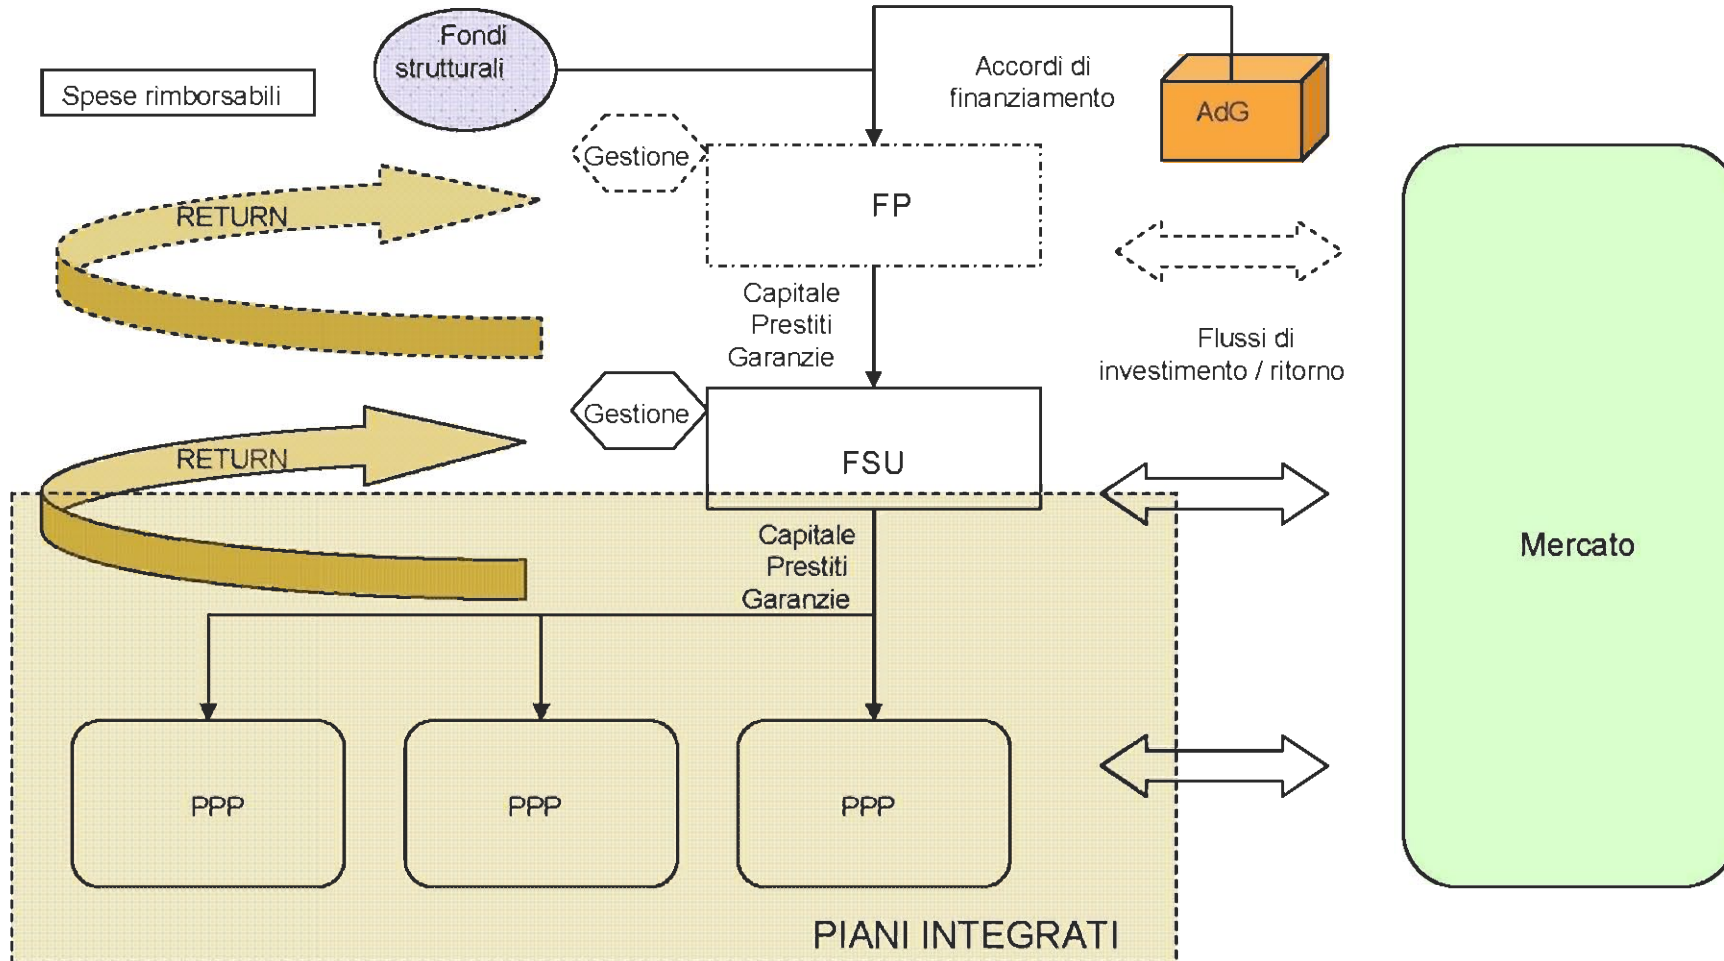 Fondi
strutturali
Spese rimborsabili
Accordi di
finanziamento
AdG
Gestione
FP
RETURN
Capitale
Prestiti
Garanzie
Flussi di
investimento / ritorno
Gestione
FSU
RETURN
Capitale
Prestiti
Garanzie
Mercato
PPP
PPP
PPP
PIANI INTEGRATI